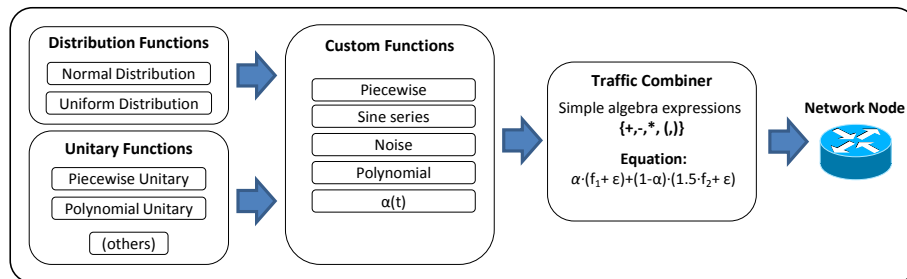 Distribution Functions
Normal Distribution
Uniform Distribution
Unitary Functions
Piecewise Unitary
Polynomial Unitary
(others)
Custom Functions
Piecewise
Sine series
Noise
Polynomial
α(t)
Traffic Combiner
Simple algebra expressions
{+,-,*, (,)}
Equation:
α·(f₁+ ε)+(1-α)·(1.5·f₂+ ε)
Network Node